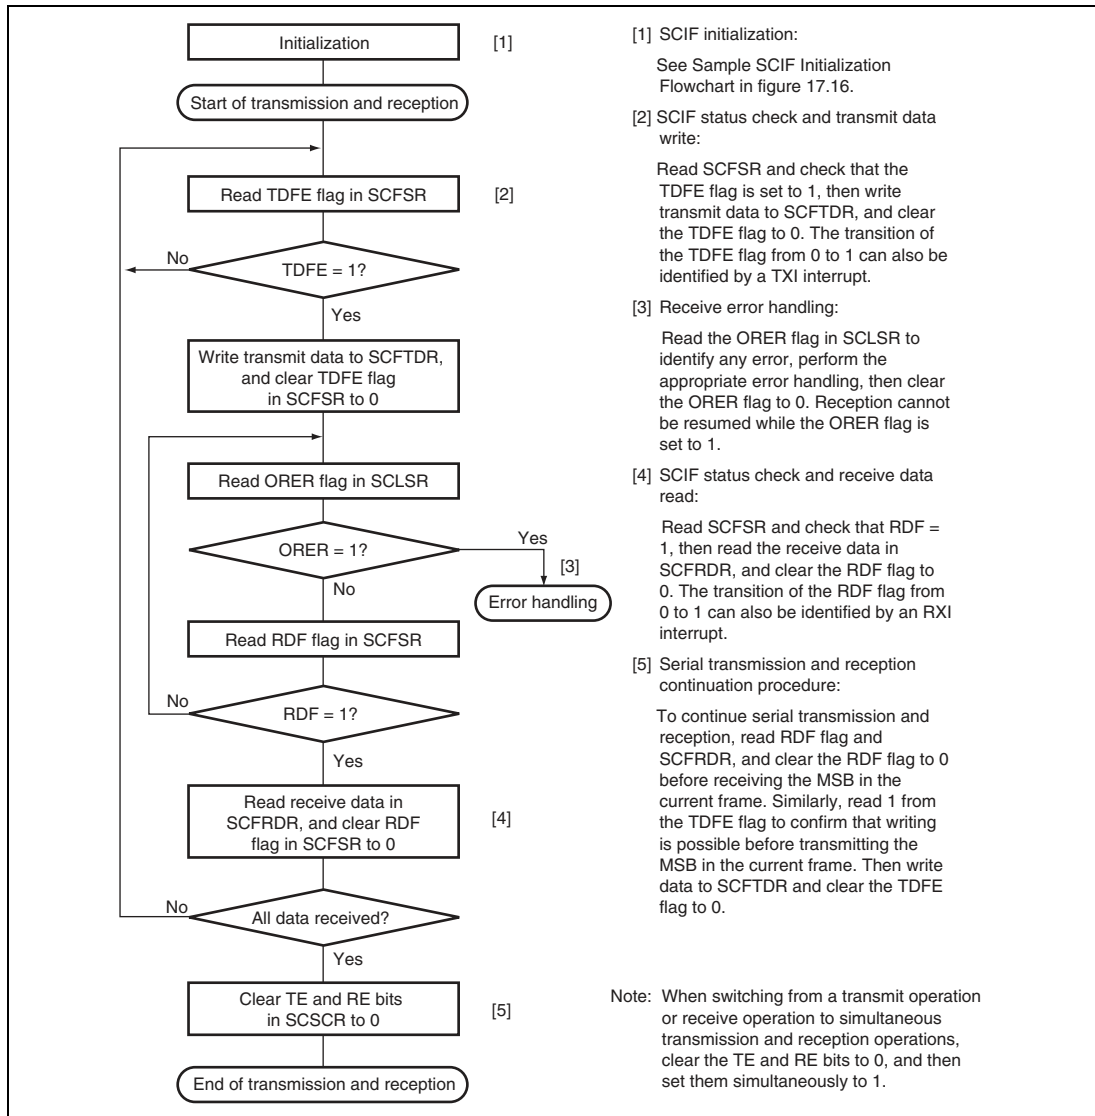 Initialization
[1]
Start of transmission and reception
Read TDFE flag in SCFSR
[2]
No
TDFE = 1?
Yes
Write transmit data to SCFTDR,
and clear TDFE flag
in SCFSR to 0
Read ORER flag in SCLSR
ORER = 1?
Yes
[3]
No
Error handling
Read RDF flag in SCFSR
No
RDF = 1?
Yes
Read receive data in
SCFRDR, and clear RDF
flag in SCFSR to 0
[4]
No
All data received?
Yes
Clear TE and RE bits
in SCSCR to 0
[5]
End of transmission and reception
[1] SCIF initialization:
See Sample SCIF Initialization
Flowchart in figure 17.16.
[2] SCIF status check and transmit data
write:
Read SCFSR and check that the
TDFE flag is set to 1, then write
transmit data to SCFTDR, and clear
the TDFE flag to 0. The transition of
the TDFE flag from 0 to 1 can also be
identified by a TXI interrupt.
[3] Receive error handling:
Read the ORER flag in SCLSR to
identify any error, perform the
appropriate error handling, then clear
the ORER flag to 0. Reception cannot
be resumed while the ORER flag is
set to 1.
[4] SCIF status check and receive data
read:
Read SCFSR and check that RDF =
1, then read the receive data in
SCFRDR, and clear the RDF flag to
0. The transition of the RDF flag from
0 to 1 can also be identified by an RXI
interrupt.
[5] Serial transmission and reception
continuation procedure:
To continue serial transmission and
reception, read RDF flag and
SCFRDR, and clear the RDF flag to 0
before receiving the MSB in the
current frame. Similarly, read 1 from
the TDFE flag to confirm that writing
is possible before transmitting the
MSB in the current frame. Then write
data to SCFTDR and clear the TDFE
flag to 0.
Note: When switching from a transmit operation
or receive operation to simultaneous
transmission and reception operations,
clear the TE and RE bits to 0, and then
set them simultaneously to 1.